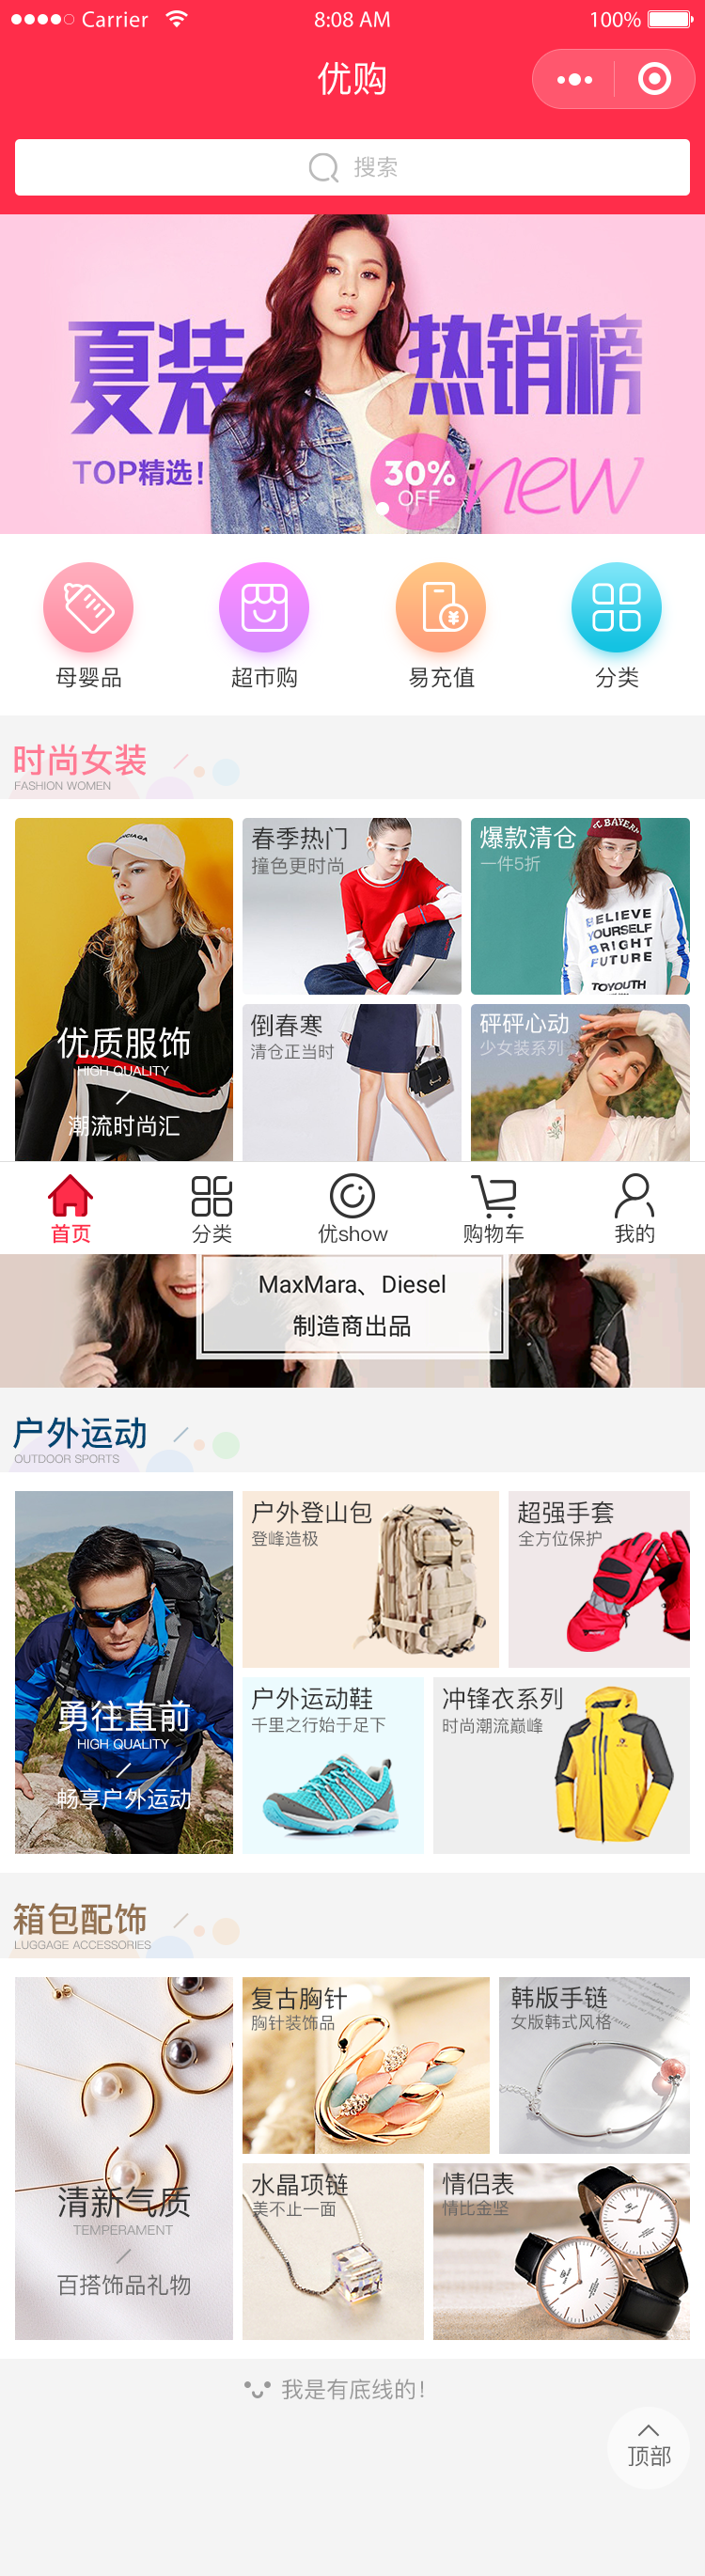 Carrier 8:08 AM 100%
优购
搜索
夏装 热销榜
TOP精选!
30%
OFF
new
母婴品 超市购 易充值 分类
时尚女装
FASHION WOMEN
优质服饰
HIGH QUALITY
潮流时尚汇
春季热门
撞色更时尚
爆款清仓
一件5折
BELIEVE
YOURSELF
BRIGHT
FUTURE
TOYOUTH
倒春寒
清仓正当时
砰砰心动
少女装系列
首页 分类 优show 购物车 我的
MaxMara、Diesel
制造商出品
户外运动
OUTDOOR SPORTS
勇往直前
HIGH QUALITY
畅享户外运动
户外登山包
登峰造极
超强手套
全方位保护
户外运动鞋
千里之行始于足下
冲锋衣系列
时尚潮流巅峰
箱包配饰
LUGGAGE ACCESSORIES
清新气质
TEMPERAMENT
百搭饰品礼物
复古胸针
胸针装饰品
韩版手链
女版韩式风格
水晶项链
美不止一面
情侣表
情比金坚
我是有底线的！
顶部